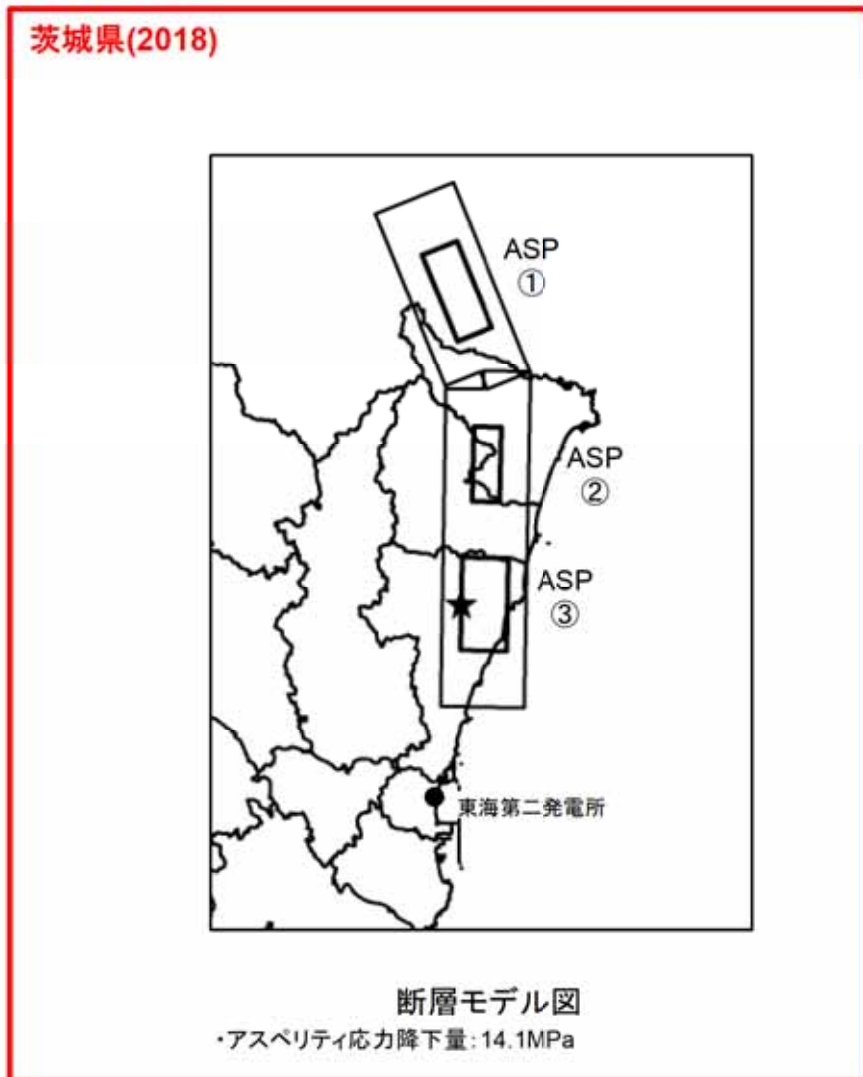 茨城県(2018)
ASP
①
ASP
②
ASP
③
東海第二発電所
断層モデル図
・アスペリティ応力降下量:14.1MPa